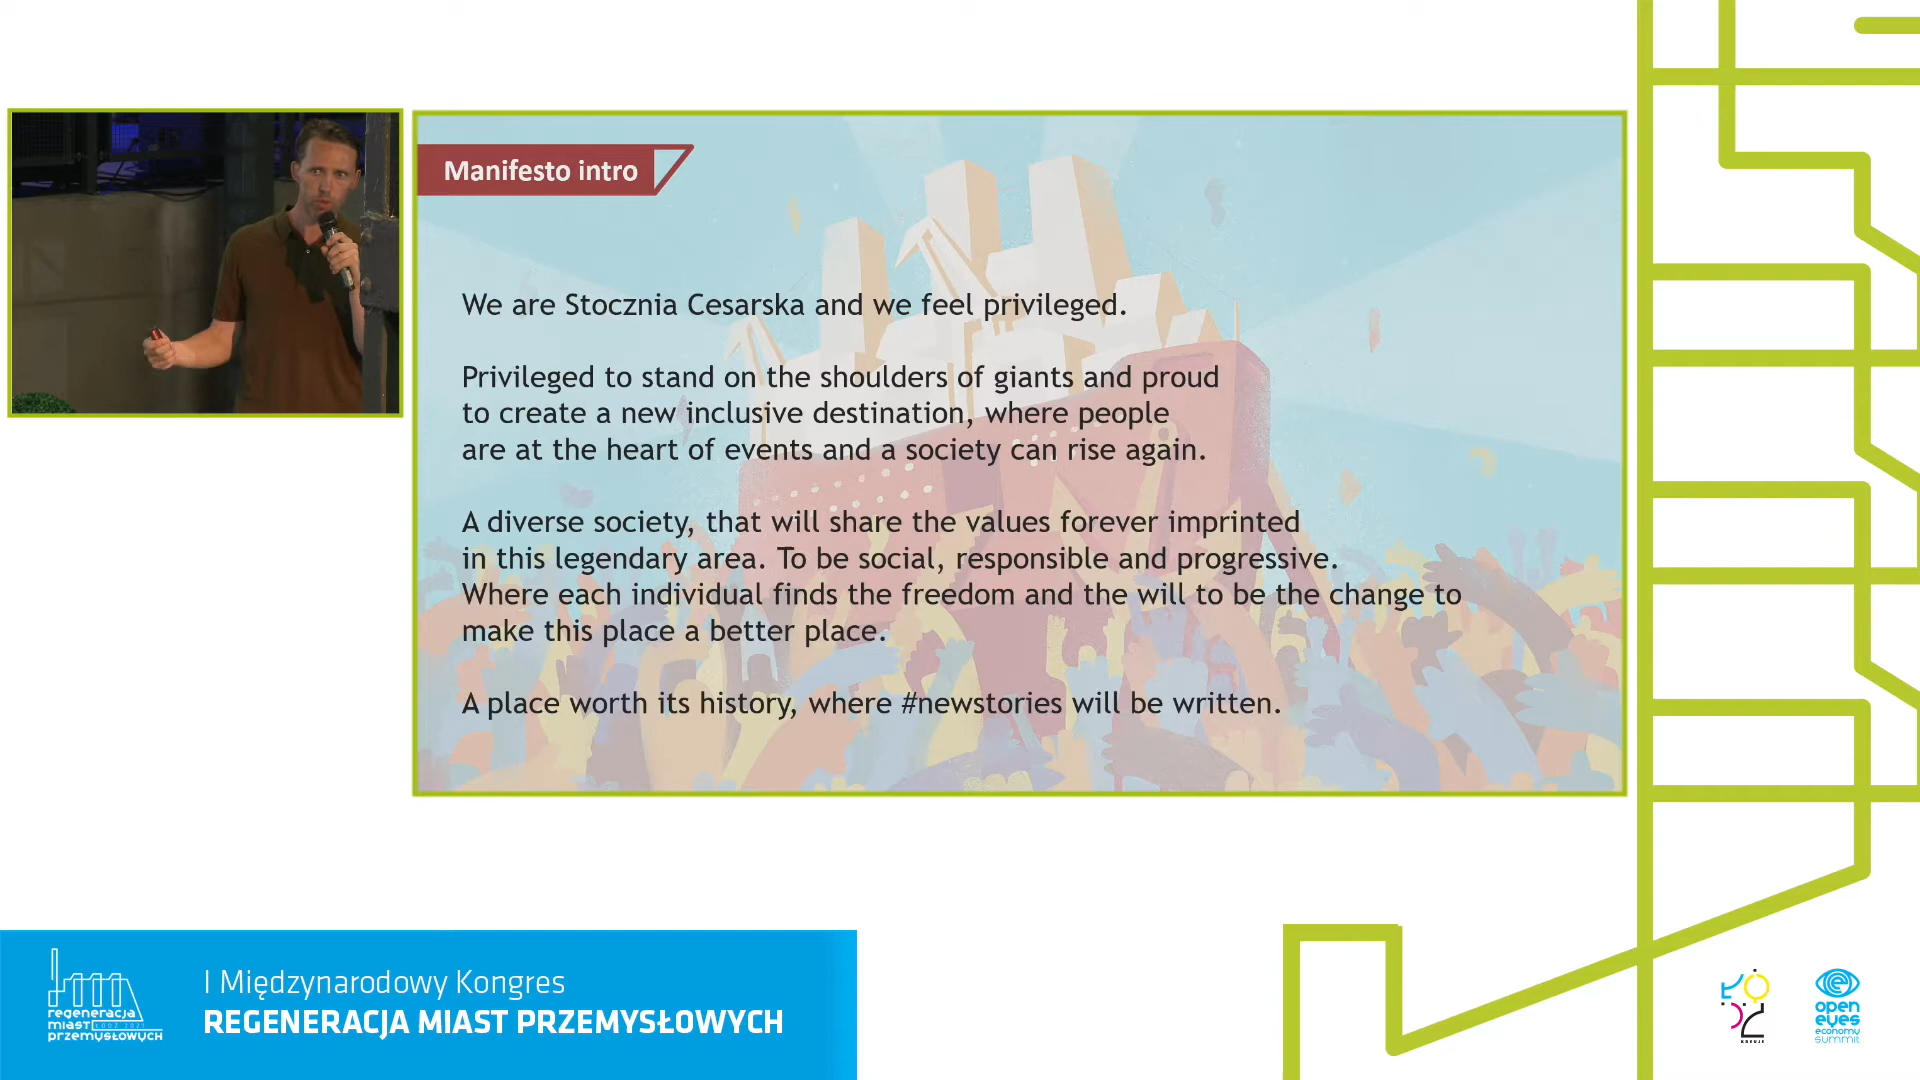 Manifesto intro
We are Stocznia Cesarska and we feel privileged.
Privileged to stand on the shoulders of giants and proud
to create a new inclusive destination, where people
are at the heart of events and a society can rise again.
A diverse society, that will share the values forever imprinted
in this legendary area. To be social, responsible and progressive.
Where each individual finds the freedom and the will to be the change to
make this place a better place.
A place worth its history, where #newstories will be written.
regeneracja
miast ŁÓDŹ 2021
przemysłowych
I Międzynarodowy Kongres
REGENERACJA MIAST PRZEMYSŁOWYCH
ŁÓDŹ
KREUJE
open
eyes
economy
summit